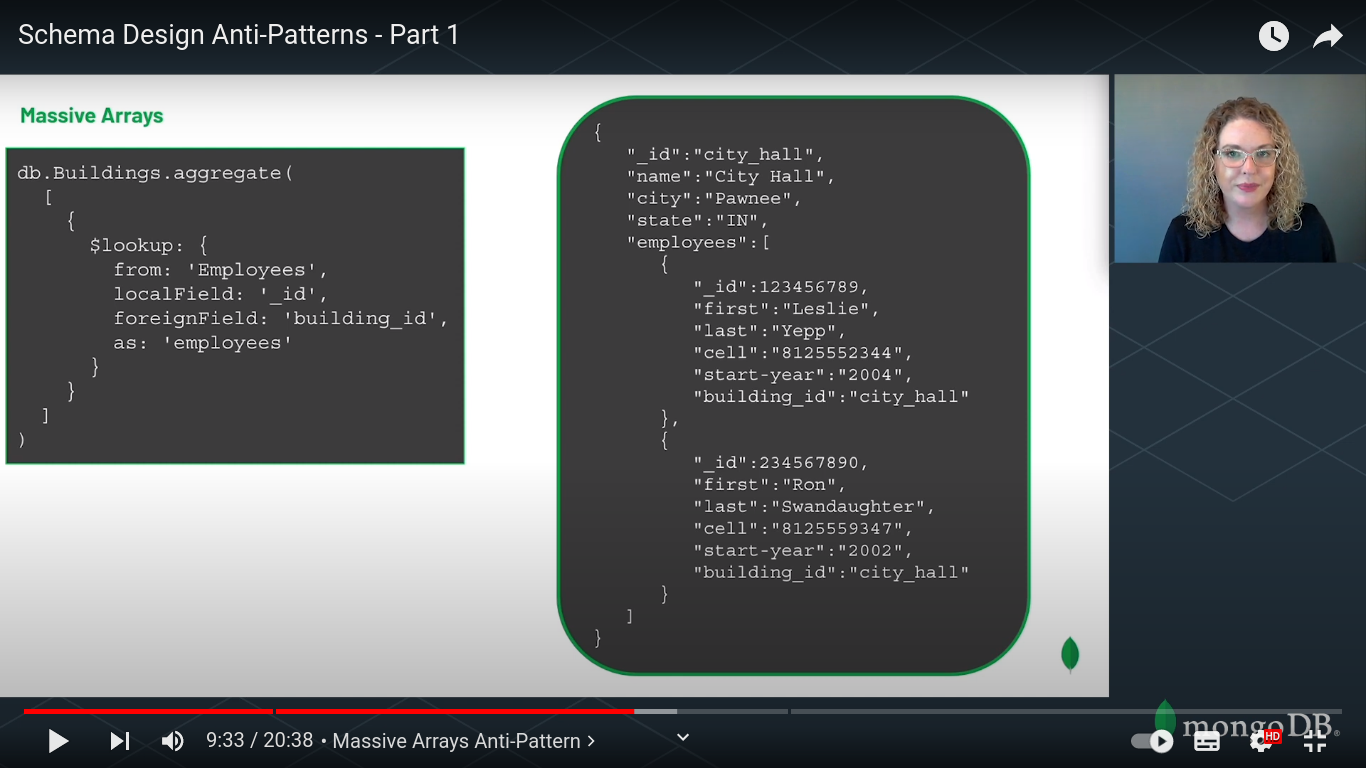 Schema Design Anti-Patterns - Part 1
Massive Arrays
db.Buildings.aggregate(
[
{
$lookup: {
from: 'Employees',
localField: '_id',
foreignField: 'building_id',
as: 'employees'
}
}
]
)
{
"_id":"city_hall",
"name":"City Hall",
"city":"Pawnee",
"state":"IN",
"employees":[
{
"_id":123456789,
"first":"Leslie",
"last":"Yepp",
"cell":"8125552344",
"start-year":"2004",
"building_id":"city_hall"
},
{
"_id":234567890,
"first":"Ron",
"last":"Swandaughter",
"cell":"8125559347",
"start-year":"2002",
"building_id":"city_hall"
}
]
}
mongoDB®
9:33 / 20:38 • Massive Arrays Anti-Pattern >
HD